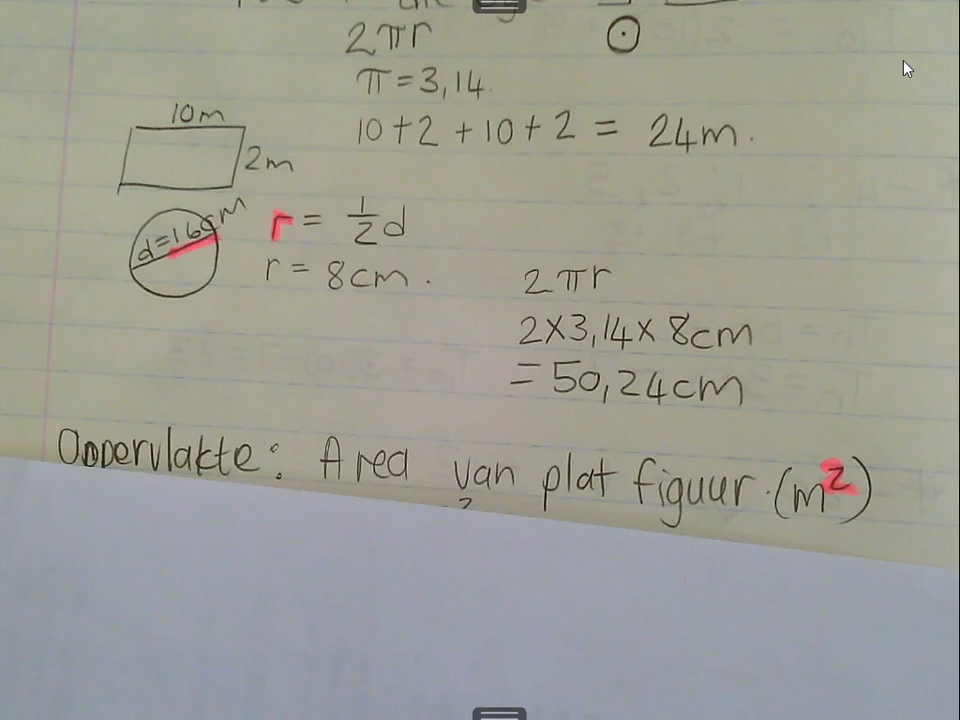 2πr
π = 3,14.
10m
10 + 2 + 10 + 2 = 24m.
2m
d=16cm
r = 1/2 d
r = 8cm.
2πr
2×3,14×8cm
= 50,24cm
Oppervlakte: Area van plat figuur. (m²)